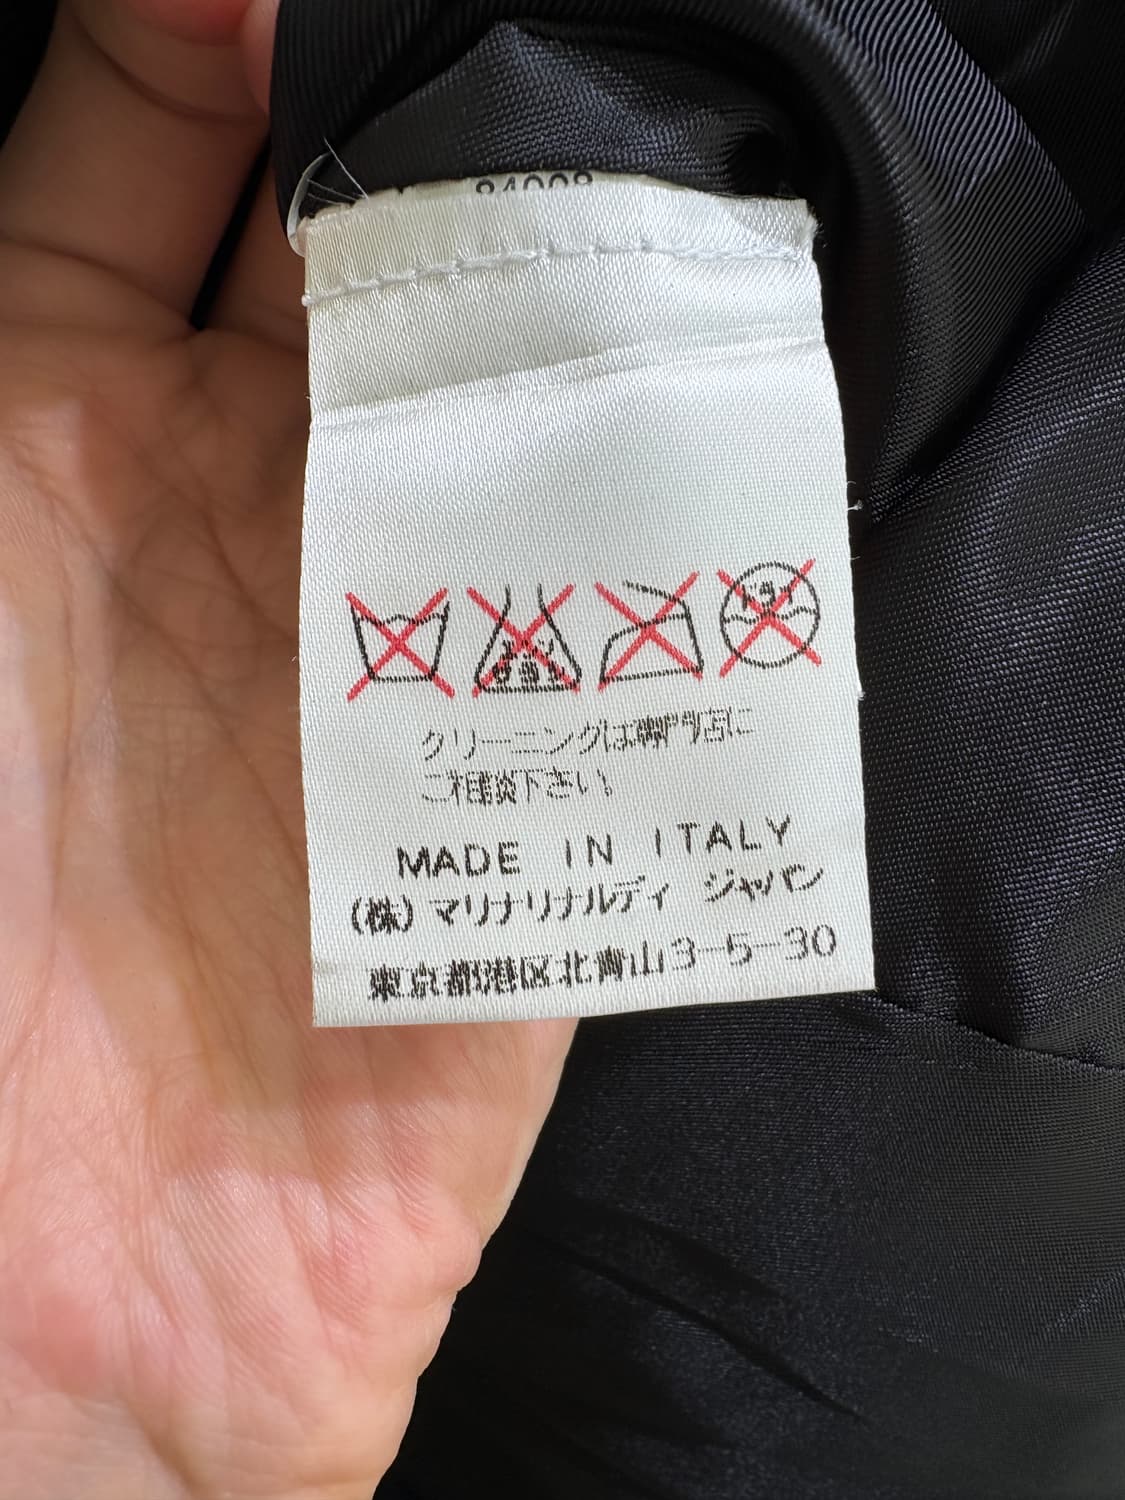 84008
クリーニングは専門店に
ご相談下さい
MADE IN ITALY
(株) マリナリナルディ ジャパン
東京都港区北青山3-5-30